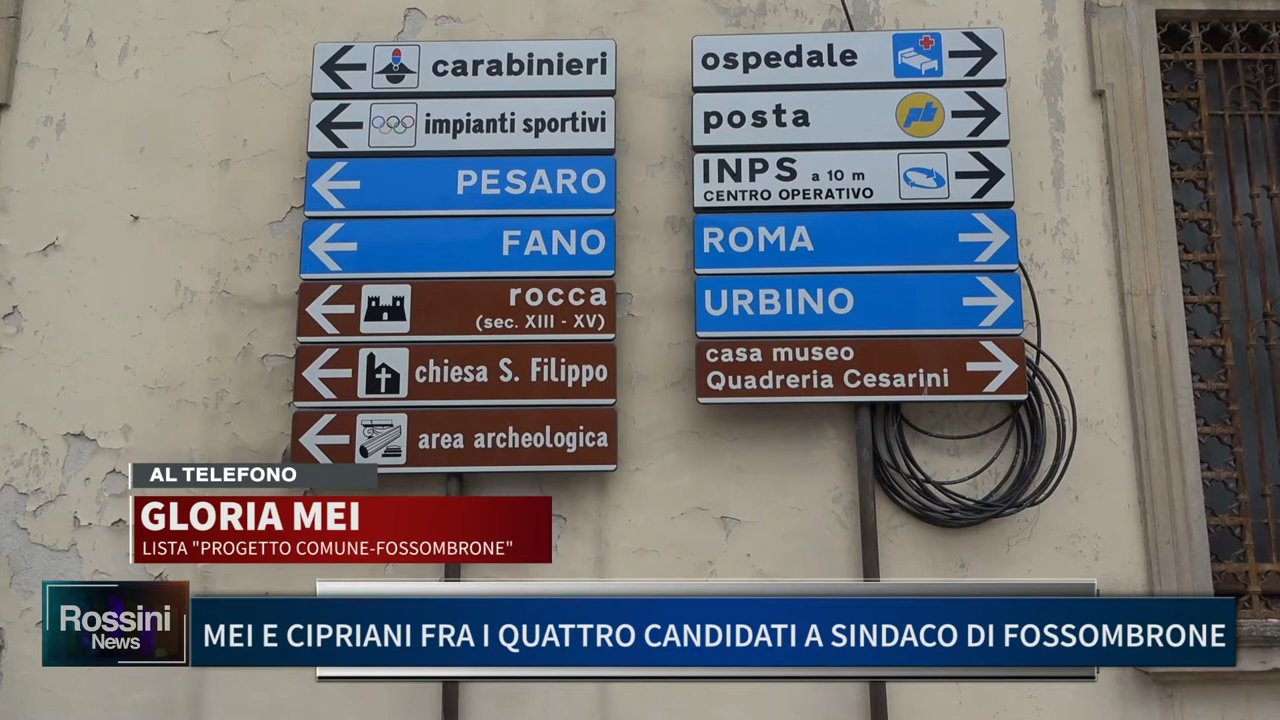 carabinieri
impianti sportivi
PESARO
FANO
rocca
(sec. XIII - XV)
chiesa S. Filippo
area archeologica
ospedale
posta
INPS a 10 m
CENTRO OPERATIVO
ROMA
URBINO
casa museo
Quadreria Cesarini
AL TELEFONO
GLORIA MEI
LISTA "PROGETTO COMUNE-FOSSOMBRONE"
Rossini
News
MEI E CIPRIANI FRA I QUATTRO CANDIDATI A SINDACO DI FOSSOMBRONE